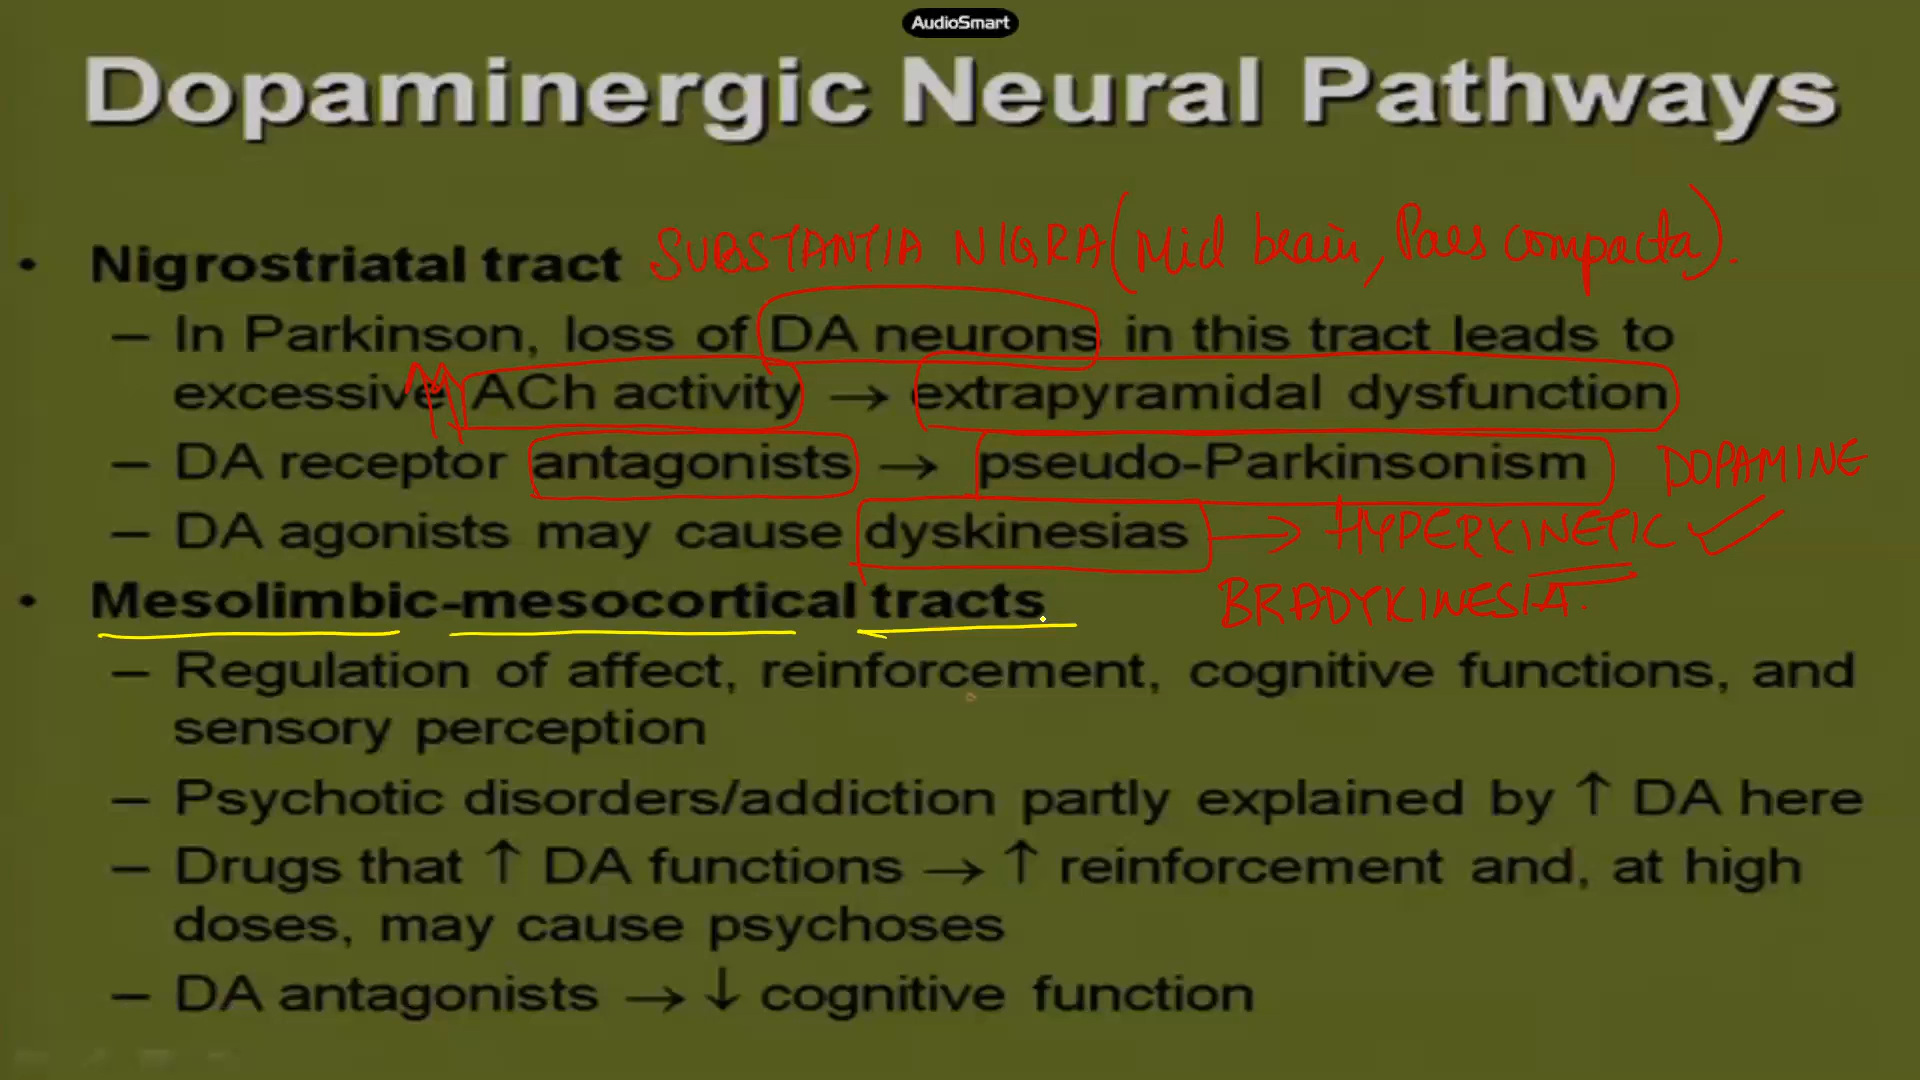 AudioSmart
Dopaminergic Neural Pathways
• Nigrostriatal tract SUBSTANTIA NIGRA (Mid brain, Pars compacta).
– In Parkinson, loss of DA neurons in this tract leads to
excessive ACh activity → extrapyramidal dysfunction
– DA receptor antagonists → pseudo-Parkinsonism DOPAMINE
– DA agonists may cause dyskinesias → HYPERKINETIC ✓
• Mesolimbic-mesocortical tracts BRADYKINESIA.
– Regulation of affect, reinforcement, cognitive functions, and
sensory perception
– Psychotic disorders/addiction partly explained by ↑ DA here
– Drugs that ↑ DA functions → ↑ reinforcement and, at high
doses, may cause psychoses
– DA antagonists → ↓ cognitive function